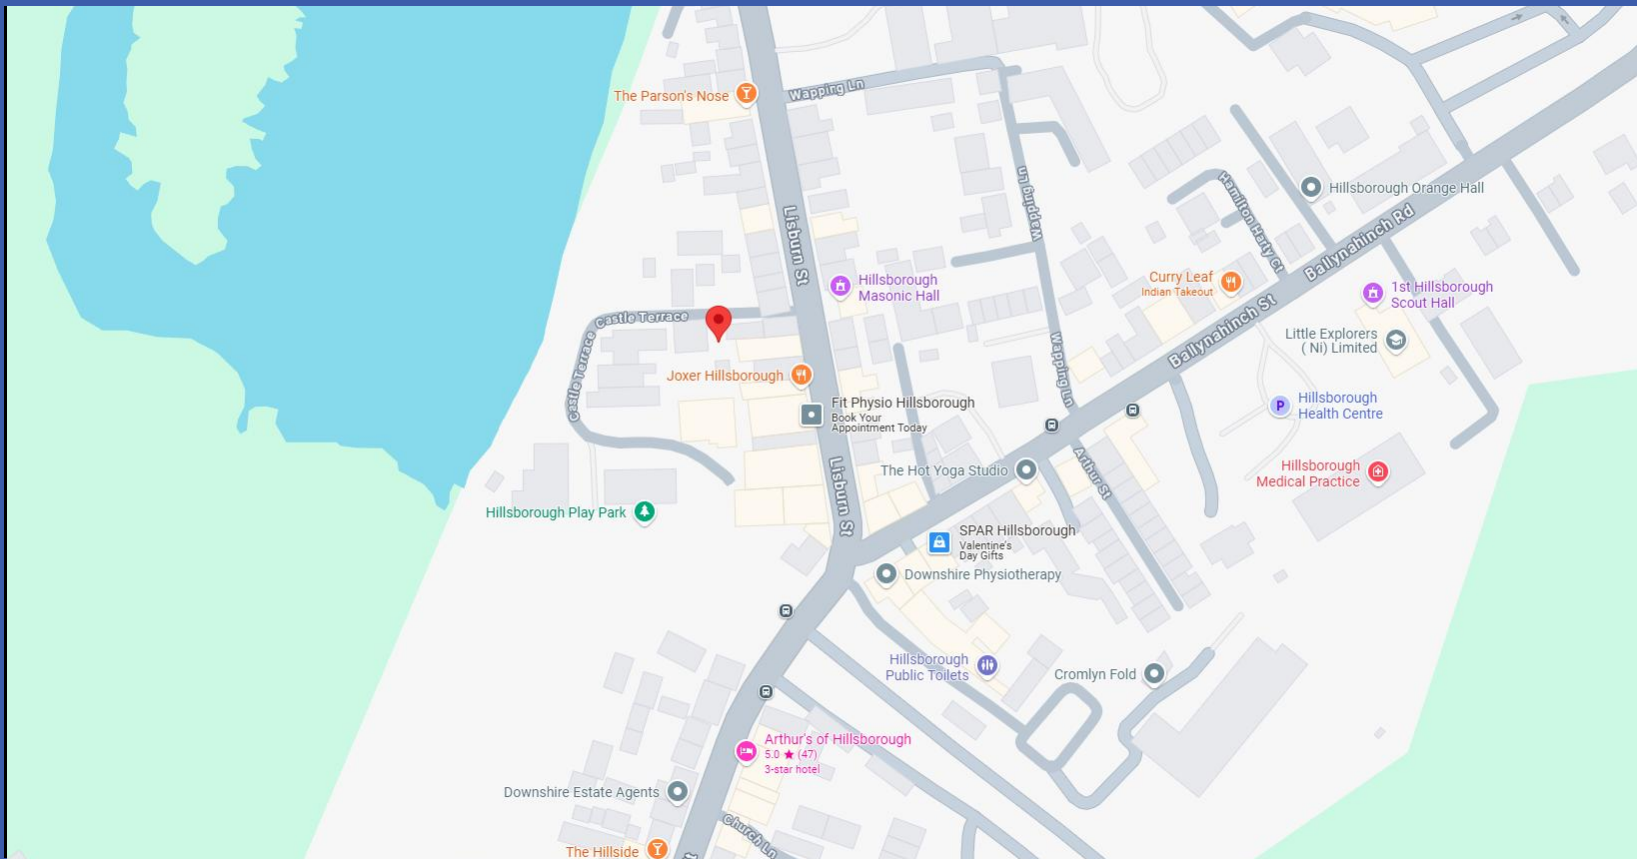 The Parson's Nose
Wapping Ln
Wapping Ln
Lisburn St
Hamilton Harty Ct
Hillsborough Orange Hall
Ballynahinch Rd
Hillsborough
Masonic Hall
Curry Leaf
Indian Takeout
1st Hillsborough
Scout Hall
Castle Terrace
Ballynahinch St
Little Explorers
( Ni) Limited
Castle Terrace
Wapping Ln
Joxer Hillsborough
Fit Physio Hillsborough
Book Your
Appointment Today
P
Hillsborough
Health Centre
The Hot Yoga Studio
Arthur St
Hillsborough
Medical Practice
Lisburn St
Hillsborough Play Park
SPAR Hillsborough
Valentine's
Day Gifts
Downshire Physiotherapy
Hillsborough
Public Toilets
Cromlyn Fold
Arthur's of Hillsborough
5.0 ★ (47)
3-star hotel
Downshire Estate Agents
Church Ln
The Hillside